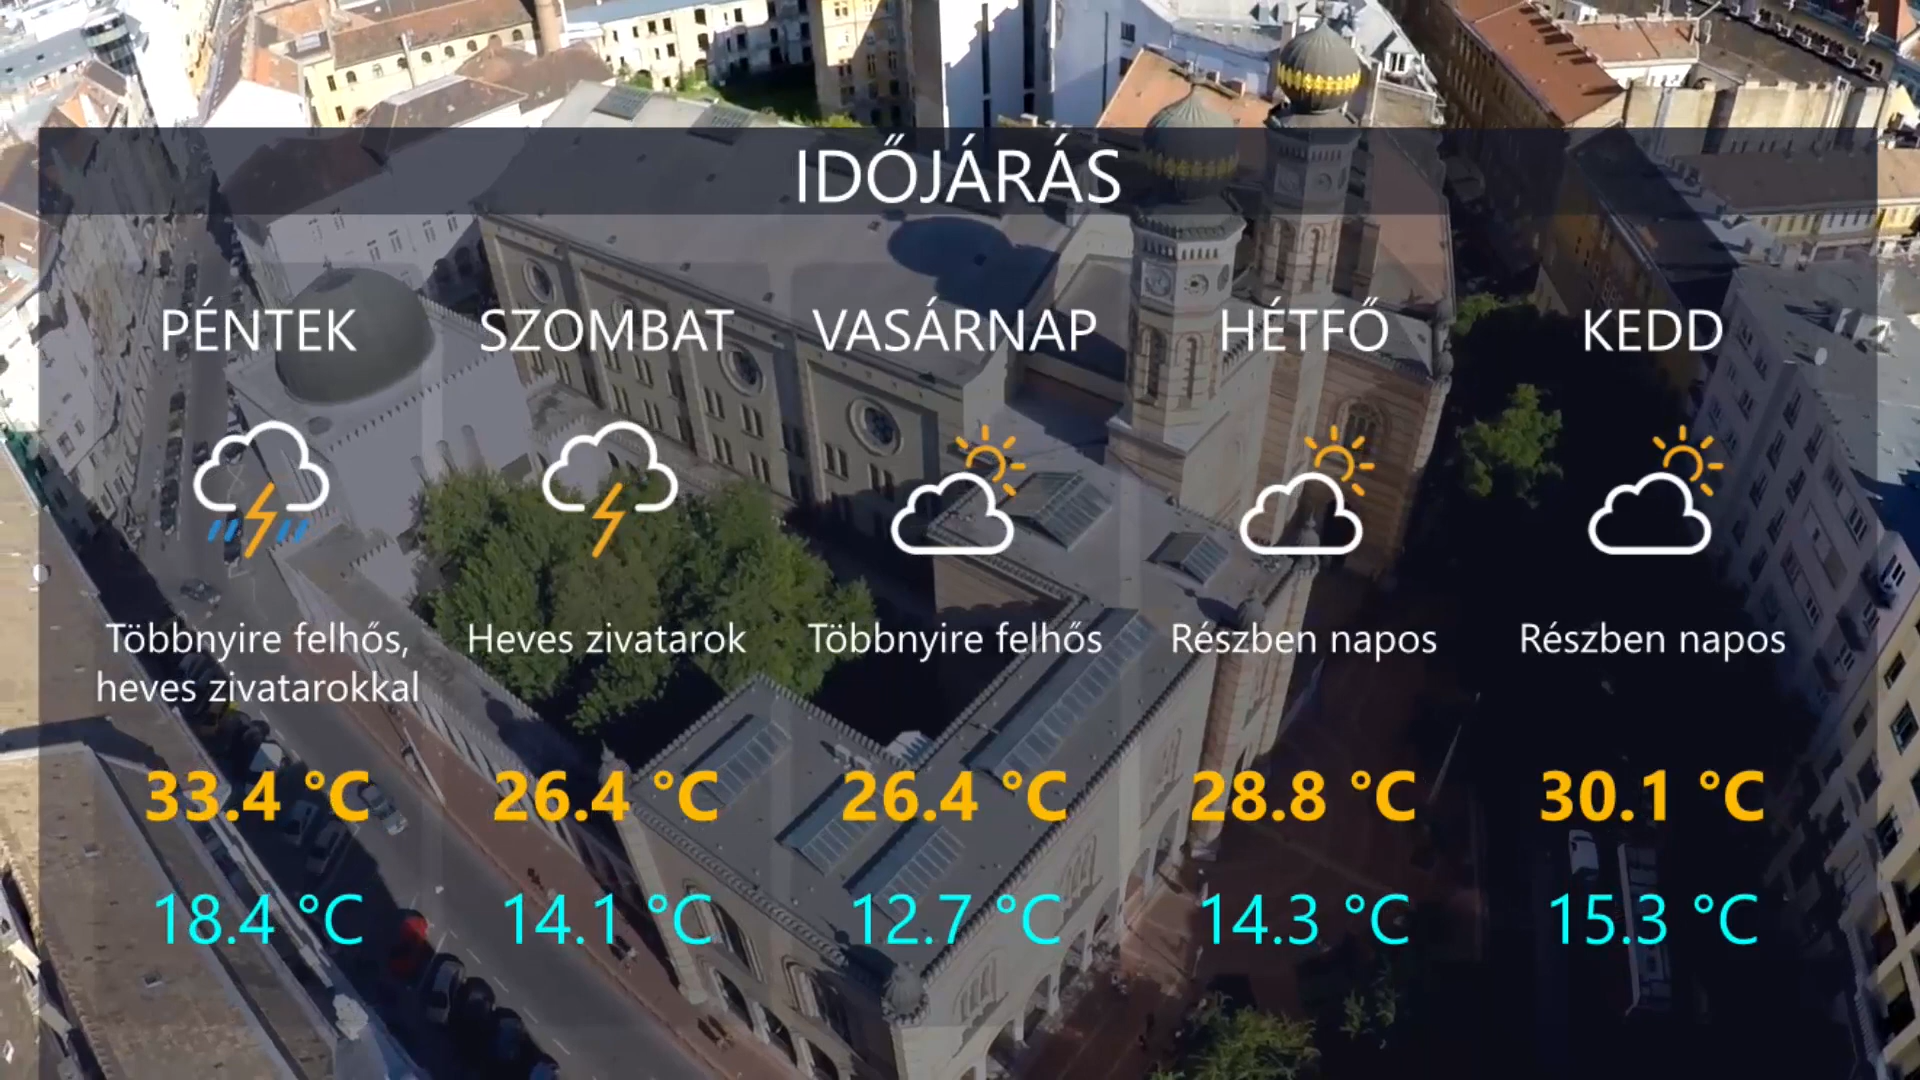 IDŐJÁRÁS
PÉNTEK
Többnyire felhős,
heves zivatarokkal
33.4 °C
18.4 °C
SZOMBAT
Heves zivatarok
26.4 °C
14.1 °C
VASÁRNAP
Többnyire felhős
26.4 °C
12.7 °C
HÉTFŐ
Részben napos
28.8 °C
14.3 °C
KEDD
Részben napos
30.1 °C
15.3 °C